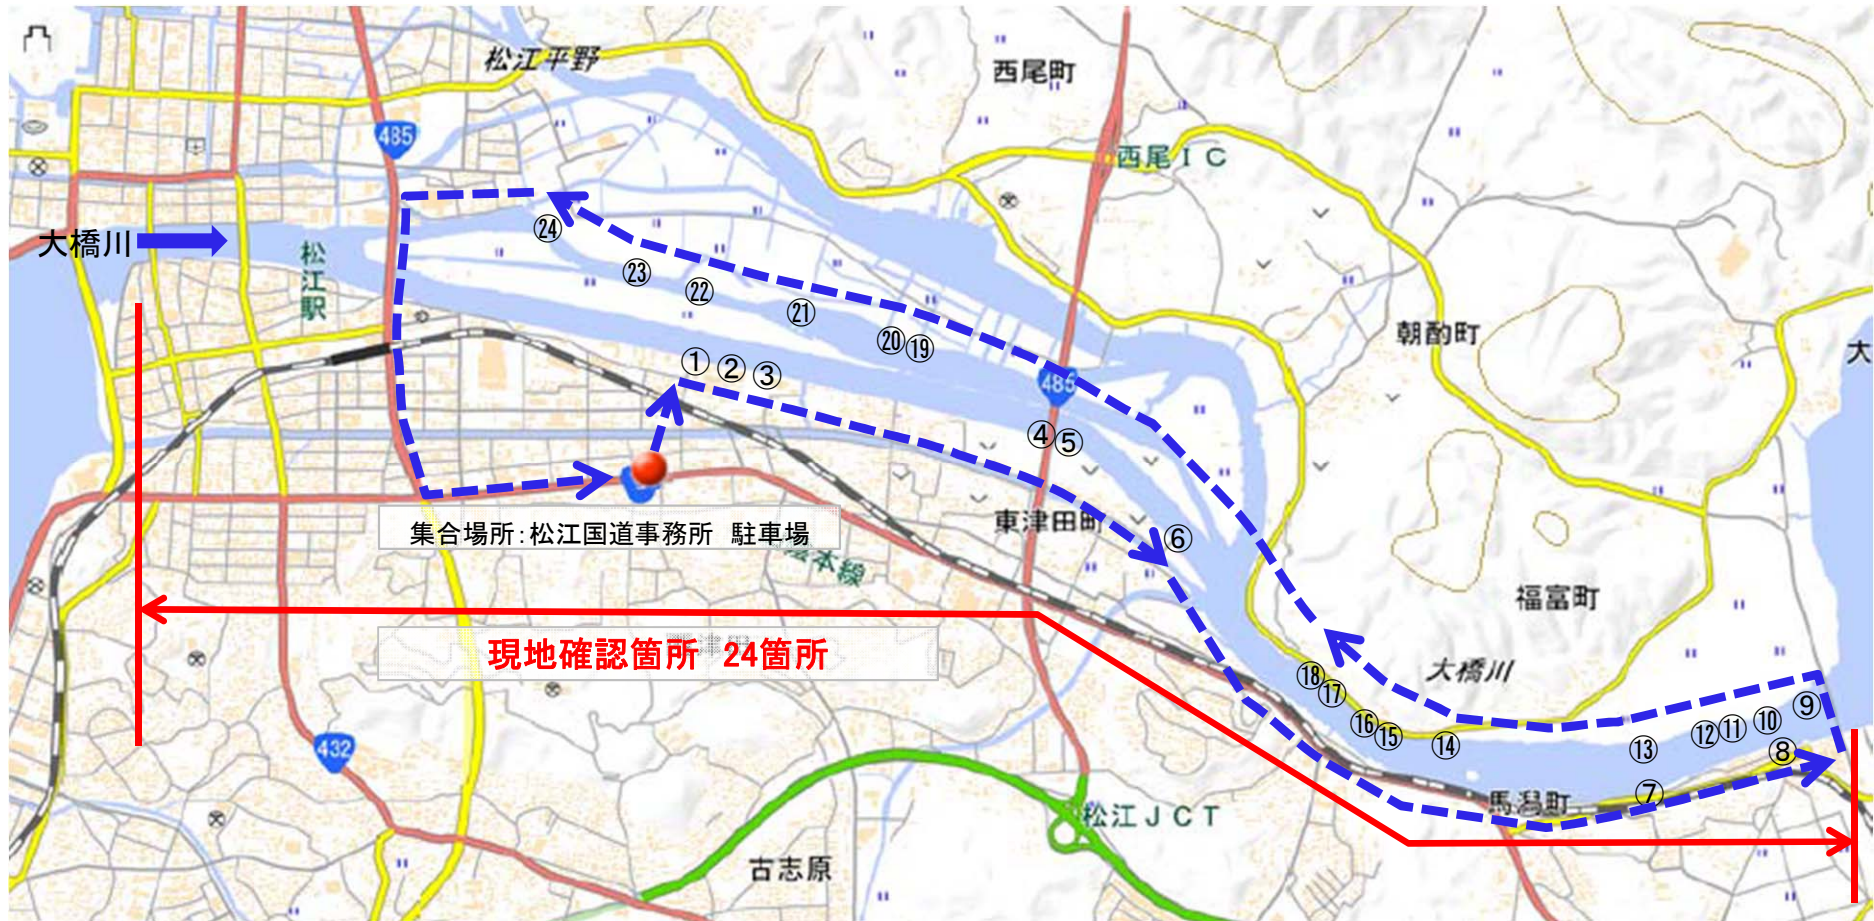 松江平野
西尾町
485
西尾IC
大橋川
松江駅
㉔
㉓
㉒
㉑
⑳
⑲
朝酌町
①
②
③
485
④
⑤
東津田町
⑥
集合場所：松江国道事務所　駐車場
本線
福富町
現地確認箇所　24箇所
大橋川
⑱
⑰
⑯
⑮
⑭
⑬
⑫
⑪
⑩
⑨
⑧
⑦
432
馬潟町
松江JCT
古志原
大